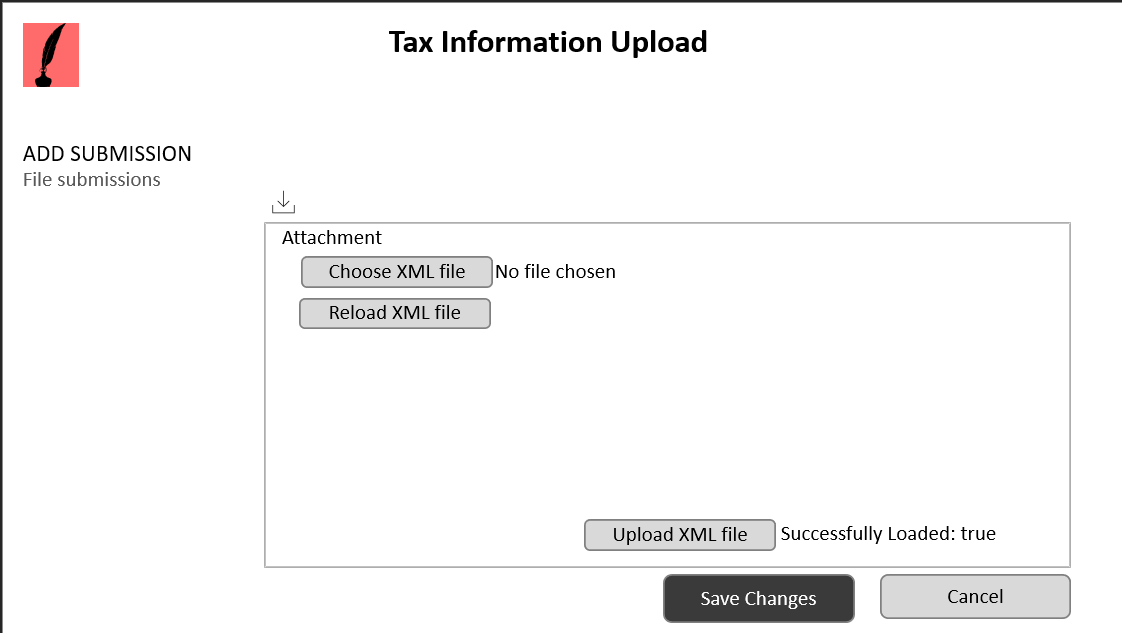 Tax Information Upload
ADD SUBMISSION
File submissions
Attachment
Choose XML file No file chosen
Reload XML file
Upload XML file Successfully Loaded: true
Save Changes Cancel